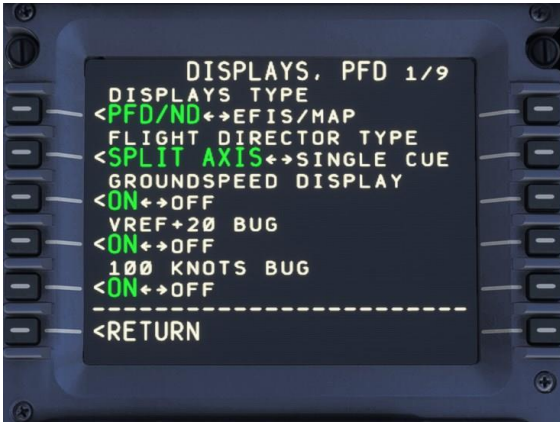 DISPLAYS, PFD 1/9
DISPLAYS TYPE
<PFD/ND↔EFIS/MAP
FLIGHT DIRECTOR TYPE
<SPLIT AXIS↔SINGLE CUE
GROUNDSPEED DISPLAY
<ON↔OFF
VREF+20 BUG
<ON↔OFF
100 KNOTS BUG
<ON↔OFF
--------------------------
<RETURN